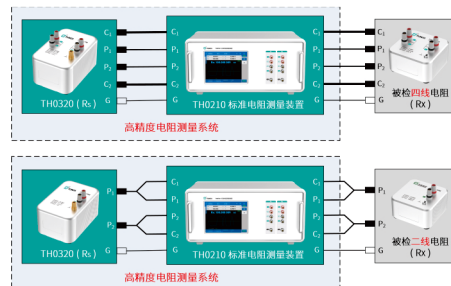 C₁ C₁ C₁ C₁
P₁ P₁ P₁ P₁
P₂ P₂ P₂ P₂
C₂ C₂ C₂ C₂
G G G G
TH0320 ( Rs )
TH0210 标准电阻测量装置
被检四线电阻
( Rx )
高精度电阻测量系统
C₁ C₁
P₁ P₁ P₁ P₁
P₂ P₂
P₂ C₂ C₂ P₂
G G G G
TH0320 ( Rs )
TH0210 标准电阻测量装置
被检二线电阻
( Rx )
高精度电阻测量系统